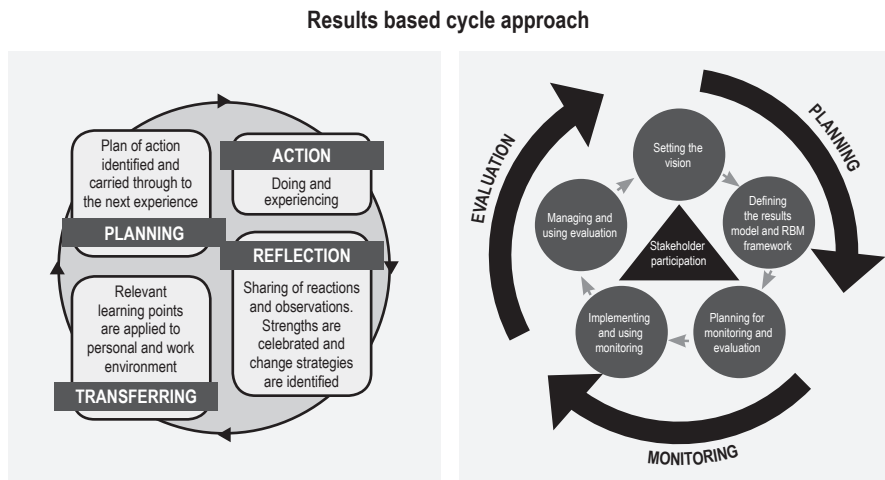 Results based cycle approach
Plan of action
identified and
carried through to
the next experience
PLANNING
ACTION
Doing and
experiencing
REFLECTION
Sharing of reactions
and observations.
Strengths are
celebrated and
change strategies
are identified
Relevant
learning points
are applied to
personal and work
environment
TRANSFERRING
EVALUATION
PLANNING
MONITORING
Setting the
vision
Defining
the results
model and RBM
framework
Planning for
monitoring and
evaluation
Implementing
and using
monitoring
Managing and
using evaluation
Stakeholder
participation